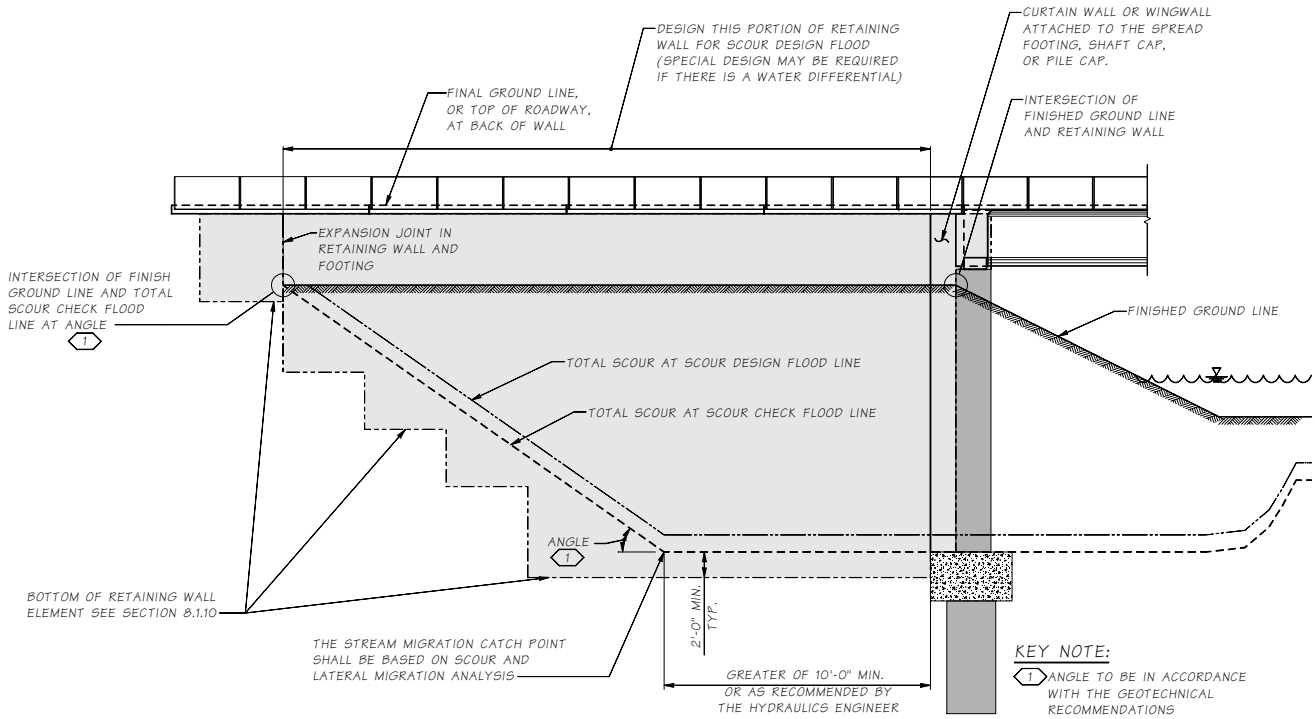 DESIGN THIS PORTION OF RETAINING
WALL FOR SCOUR DESIGN FLOOD
(SPECIAL DESIGN MAY BE REQUIRED
IF THERE IS A WATER DIFFERENTIAL)
CURTAIN WALL OR WINGWALL
ATTACHED TO THE SPREAD
FOOTING, SHAFT CAP,
OR PILE CAP.
FINAL GROUND LINE,
OR TOP OF ROADWAY,
AT BACK OF WALL
INTERSECTION OF
FINISHED GROUND LINE
AND RETAINING WALL
EXPANSION JOINT IN
RETAINING WALL AND
FOOTING
INTERSECTION OF FINISH
GROUND LINE AND TOTAL
SCOUR CHECK FLOOD
LINE AT ANGLE
1
FINISHED GROUND LINE
TOTAL SCOUR AT SCOUR DESIGN FLOOD LINE
TOTAL SCOUR AT SCOUR CHECK FLOOD LINE
ANGLE
1
BOTTOM OF RETAINING WALL
ELEMENT SEE SECTION 8.1.10
2'-0" MIN.
TYP.
THE STREAM MIGRATION CATCH POINT
SHALL BE BASED ON SCOUR AND
LATERAL MIGRATION ANALYSIS
GREATER OF 10'-0" MIN.
OR AS RECOMMENDED BY
THE HYDRAULICS ENGINEER
KEY NOTE:
1 ANGLE TO BE IN ACCORDANCE
WITH THE GEOTECHNICAL
RECOMMENDATIONS